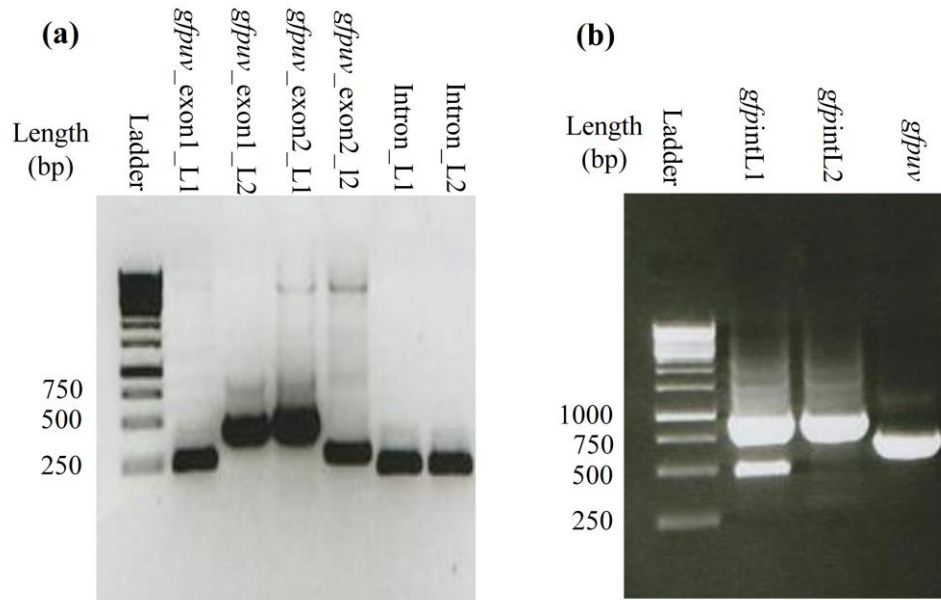 (a)
Length
(bp)
Ladder
gfpuv_exon1_L1
gfpuv_exon1_L2
gfpuv_exon2_L1
gfpuv_exon2_l2
Intron_L1
Intron_L2
750
500
250
(b)
Length
(bp)
Ladder
gfpintL1
gfpintL2
gfpuv
1000
750
500
250